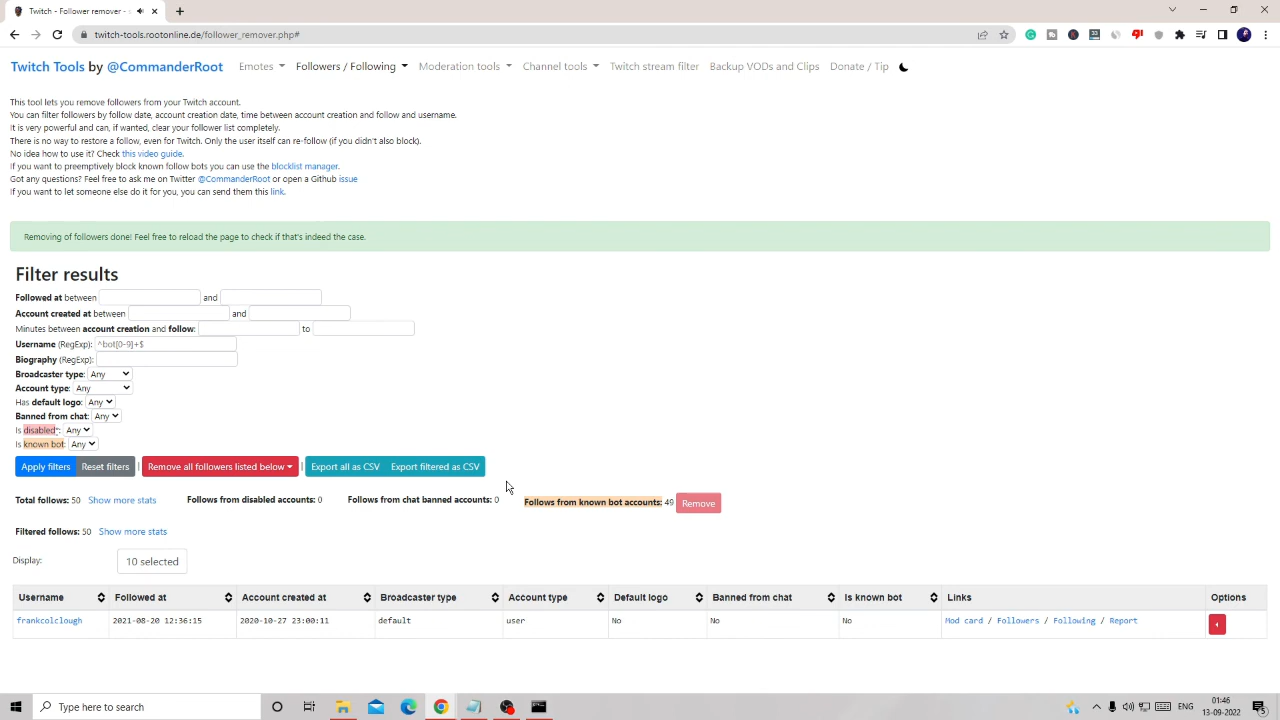 Twitch - Follower remover -
twitch-tools.rootonline.de/follower_remover.php#
Twitch Tools by @CommanderRoot Emotes Followers / Following Moderation tools Channel tools Twitch stream filter Backup VODs and Clips Donate / Tip
This tool lets you remove followers from your Twitch account.
You can filter followers by follow date, account creation date, time between account creation and follow and username.
It is very powerful and can, if wanted, clear your follower list completely.
There is no way to restore a follow, even for Twitch. Only the user itself can re-follow (if you didn't also block).
No idea how to use it? Check this video guide.
If you want to preemptively block known follow bots you can use the blocklist manager.
Got any questions? Feel free to ask me on Twitter @CommanderRoot or open a Github issue
If you want to let someone else do it for you, you can send them this link.
Removing of followers done! Feel free to reload the page to check if that's indeed the case.
Filter results
Followed at between and
Account created at between and
Minutes between account creation and follow: to
Username (RegExp): ^bot[0-9]+$
Biography (RegExp):
Broadcaster type: Any
Account type: Any
Has default logo: Any
Banned from chat: Any
Is disabled*: Any
Is known bot: Any
Apply filters Reset filters | Remove all followers listed below | Export all as CSV Export filtered as CSV
Total follows: 50 Show more stats Follows from disabled accounts: 0 Follows from chat banned accounts: 0 Follows from known bot accounts: 49 Remove
Filtered follows: 50 Show more stats
Display: 10 selected
Username Followed at Account created at Broadcaster type Account type Default logo Banned from chat Is known bot Links Options
frankcolclough 2021-08-20 12:36:15 2020-10-27 23:00:11 default user No No No Mod card / Followers / Following / Report
Type here to search ENG 01:46
13-09-2022